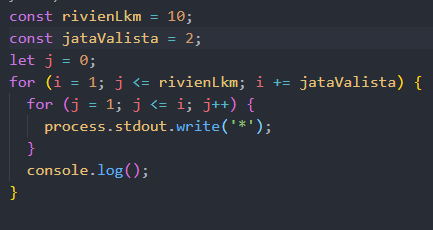 const rivienLkm = 10;
const jataValista = 2;
let j = 0;
for (i = 1; j <= rivienLkm; i += jataValista) {
  for (j = 1; j <= i; j++) {
    process.stdout.write('*');
  }
  console.log();
}